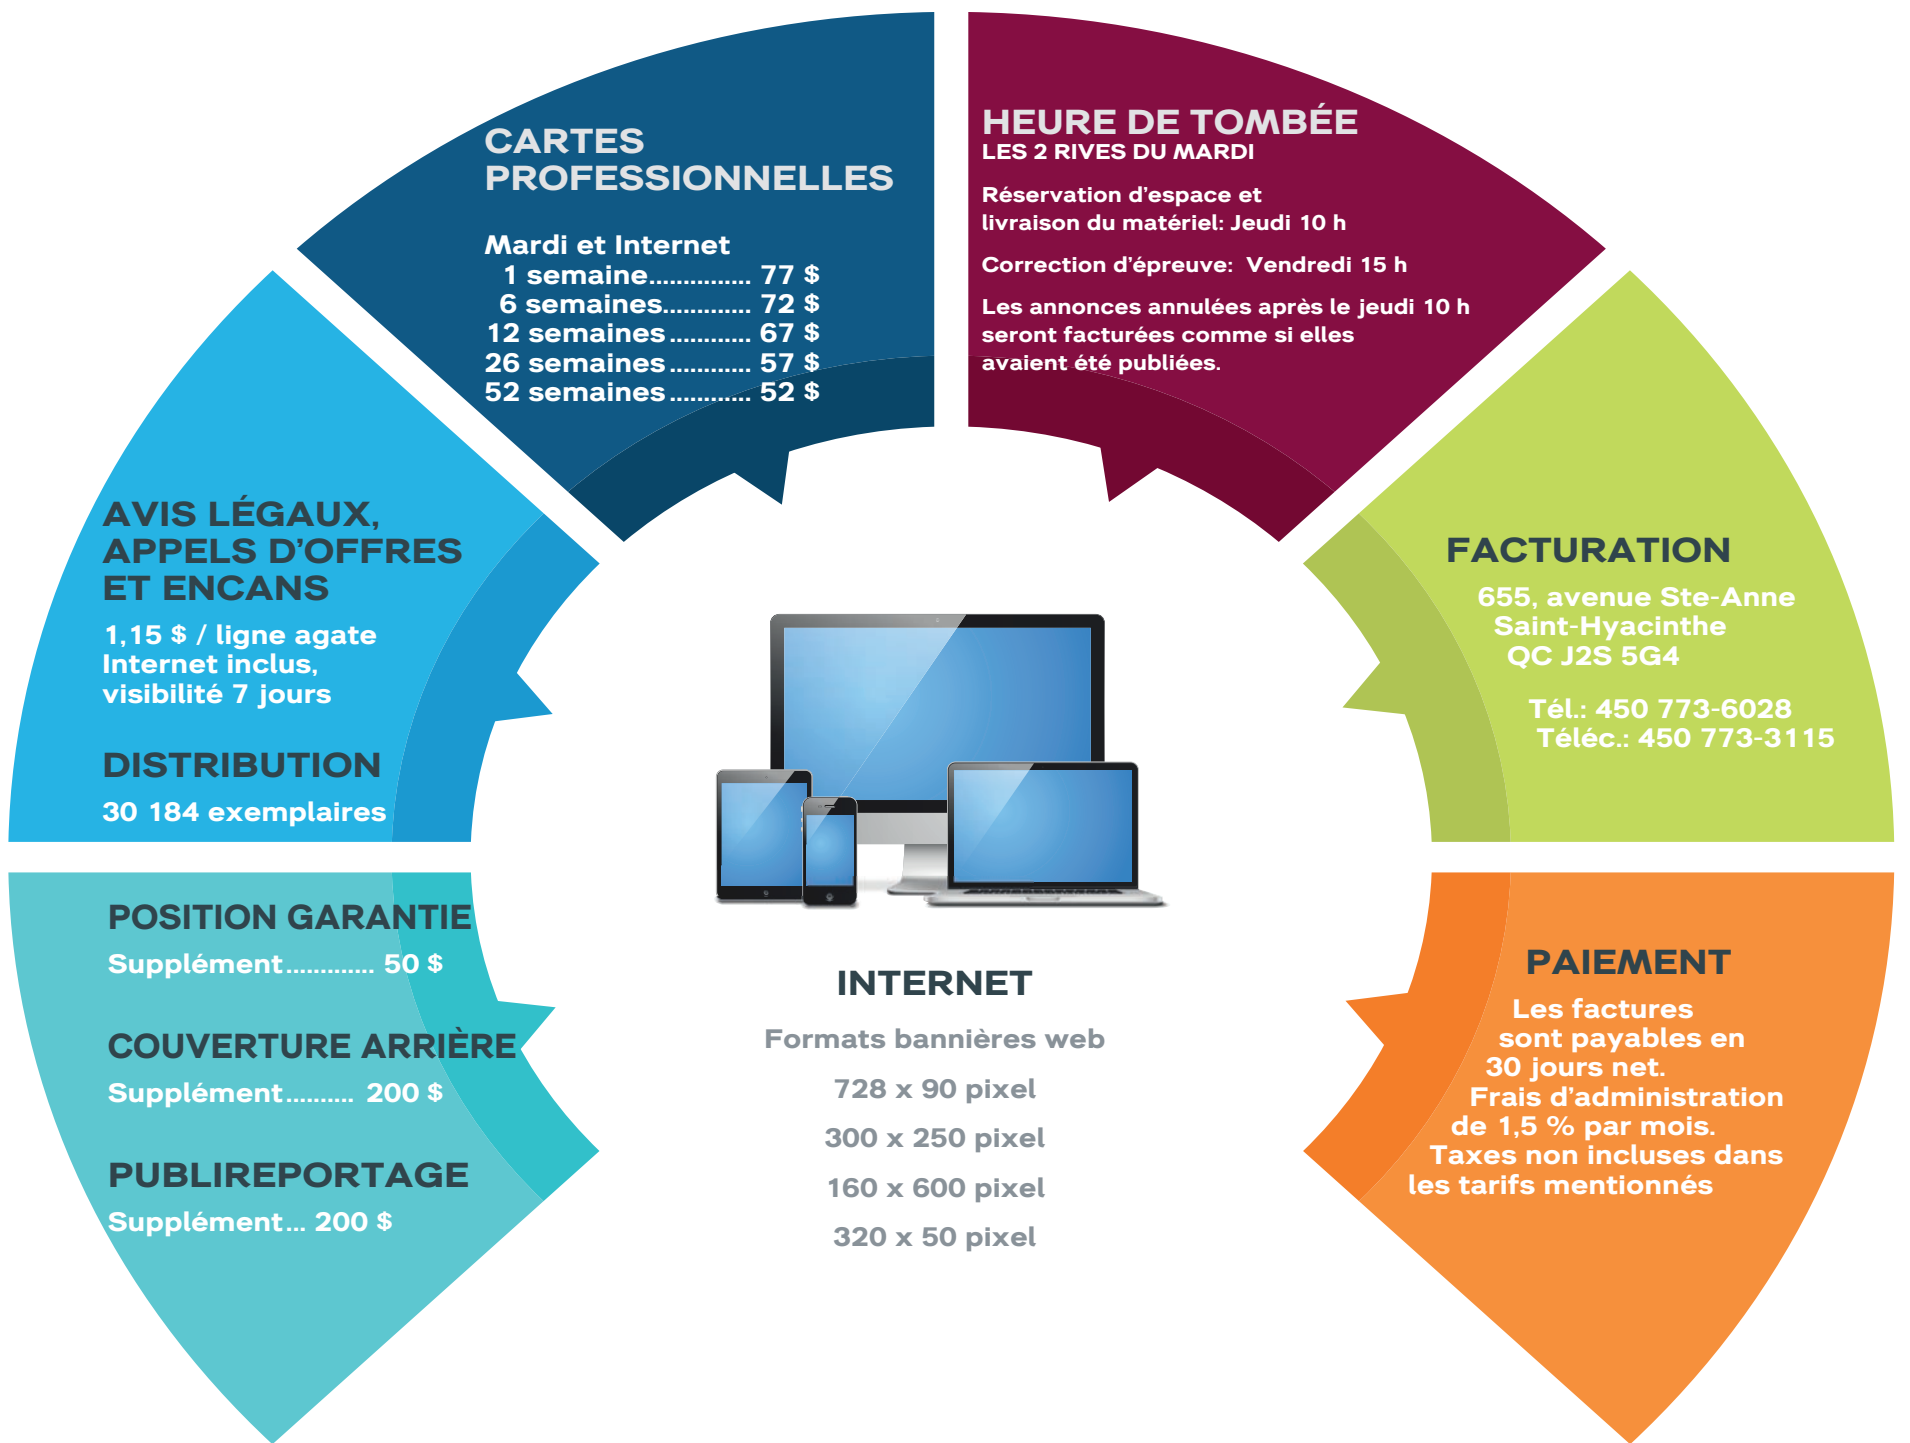 CARTES
PROFESSIONNELLES
Mardi et Internet
1 semaine............... 77 $
6 semaines............. 72 $
12 semaines............ 67 $
26 semaines............ 57 $
52 semaines............ 52 $
HEURE DE TOMBÉE
LES 2 RIVES DU MARDI
Réservation d'espace et
livraison du matériel: Jeudi 10 h
Correction d'épreuve: Vendredi 15 h
Les annonces annulées après le jeudi 10 h
seront facturées comme si elles
avaient été publiées.
AVIS LÉGAUX,
APPELS D'OFFRES
ET ENCANS
1,15 $ / ligne agate
Internet inclus,
visibilité 7 jours
DISTRIBUTION
30 184 exemplaires
FACTURATION
655, avenue Ste-Anne
Saint-Hyacinthe
QC J2S 5G4
Tél.: 450 773-6028
Téléc.: 450 773-3115
POSITION GARANTIE
Supplément............. 50 $
COUVERTURE ARRIÈRE
Supplément.......... 200 $
PUBLIREPORTAGE
Supplément... 200 $
INTERNET
Formats bannières web
728 x 90 pixel
300 x 250 pixel
160 x 600 pixel
320 x 50 pixel
PAIEMENT
Les factures
sont payables en
30 jours net.
Frais d'administration
de 1,5 % par mois.
Taxes non incluses dans
les tarifs mentionnés